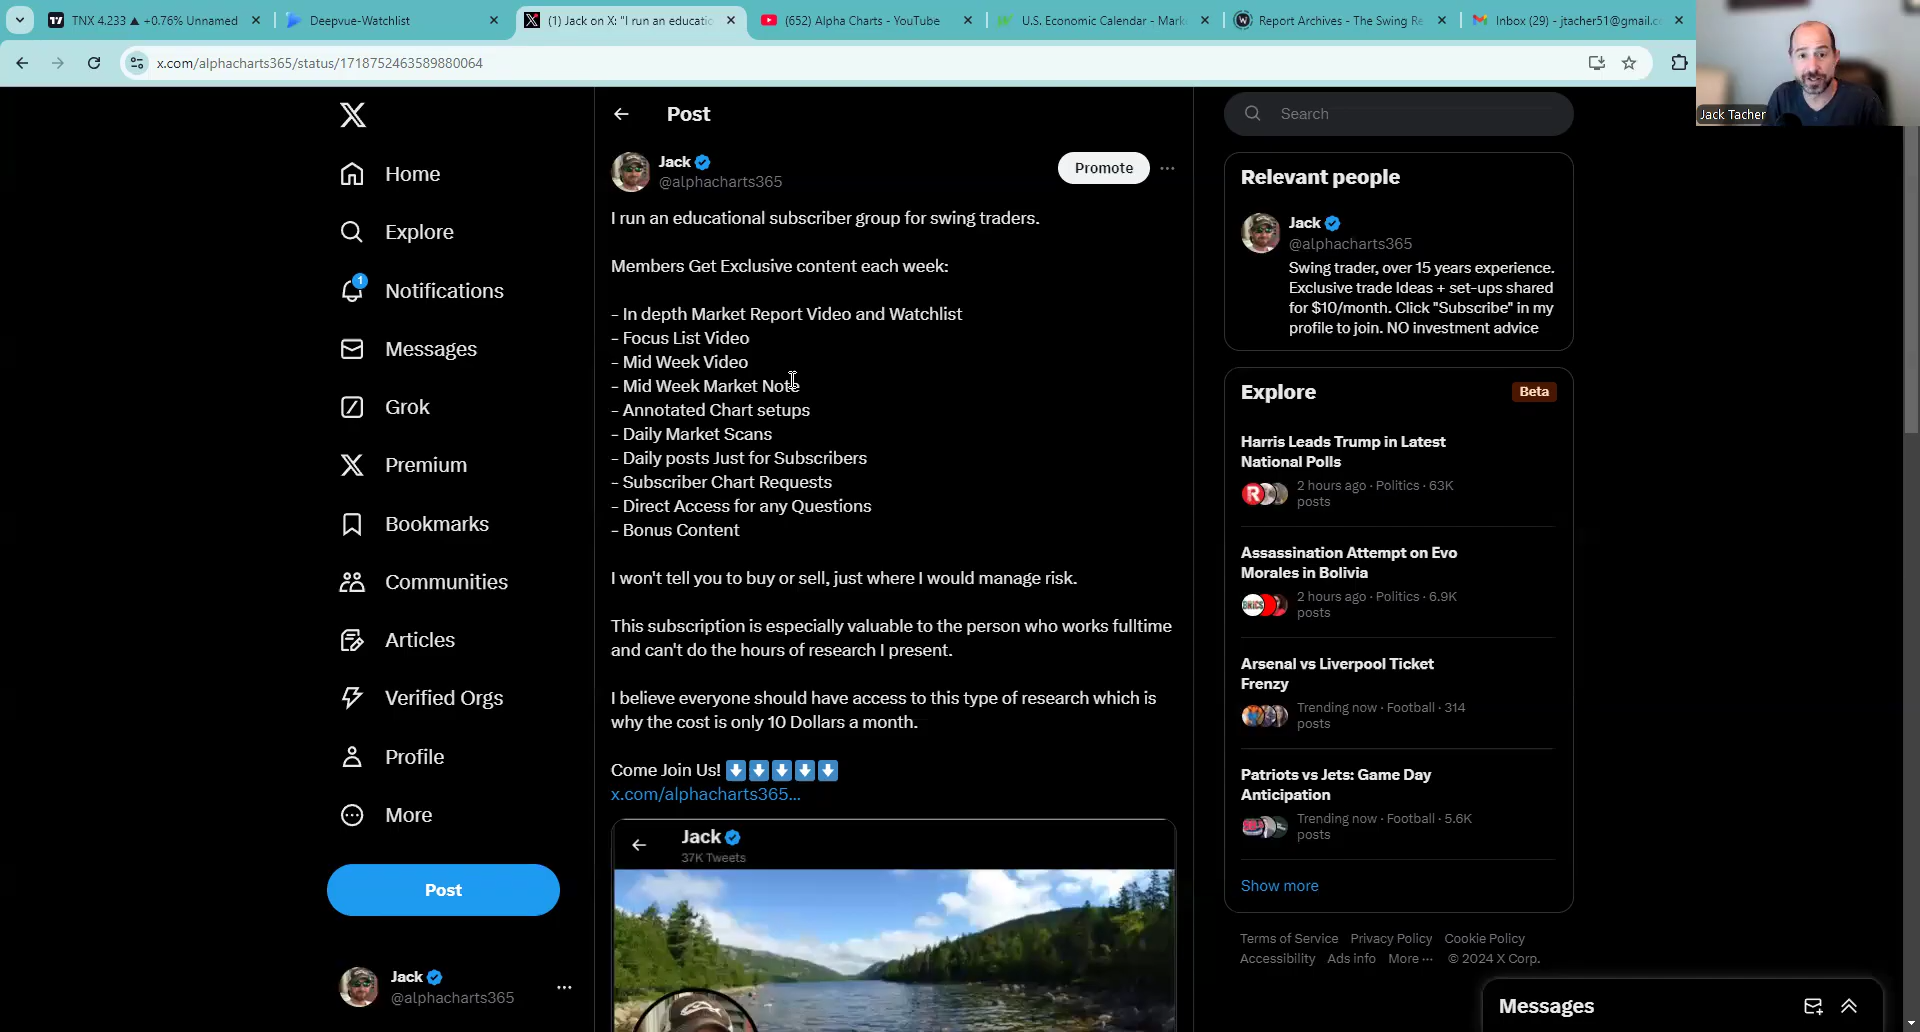 TNX 4.233 ▲ +0.76% Unnamed
Deepvue-Watchlist
(1) Jack on X: "I run an educatio
(652) Alpha Charts - YouTube
U.S. Economic Calendar - Mark
Report Archives - The Swing Re
Inbox (29) - jtacher51@gmail.c
x.com/alphacharts365/status/1718752463589880064
Jack Tacher
Home
Explore
1
Notifications
Messages
Grok
Premium
Bookmarks
Communities
Articles
Verified Orgs
Profile
More
Post
Jack
@alphacharts365
Post
Jack
@alphacharts365
Promote
I run an educational subscriber group for swing traders.
Members Get Exclusive content each week:
- In depth Market Report Video and Watchlist
- Focus List Video
- Mid Week Video
- Mid Week Market Note
- Annotated Chart setups
- Daily Market Scans
- Daily posts Just for Subscribers
- Subscriber Chart Requests
- Direct Access for any Questions
- Bonus Content
I won't tell you to buy or sell, just where I would manage risk.
This subscription is especially valuable to the person who works fulltime
and can't do the hours of research I present.
I believe everyone should have access to this type of research which is
why the cost is only 10 Dollars a month.
Come Join Us! ⬇️⬇️⬇️⬇️⬇️
x.com/alphacharts365...
Jack
37K Tweets
Search
Relevant people
Jack
@alphacharts365
Swing trader, over 15 years experience.
Exclusive trade Ideas + set-ups shared
for $10/month. Click "Subscribe" in my
profile to join. NO investment advice
Explore
Beta
Harris Leads Trump in Latest
National Polls
2 hours ago · Politics · 63K
posts
Assassination Attempt on Evo
Morales in Bolivia
2 hours ago · Politics · 6.9K
posts
Arsenal vs Liverpool Ticket
Frenzy
Trending now · Football · 314
posts
Patriots vs Jets: Game Day
Anticipation
Trending now · Football · 5.6K
posts
Show more
Terms of Service Privacy Policy Cookie Policy
Accessibility Ads info More ··· © 2024 X Corp.
Messages